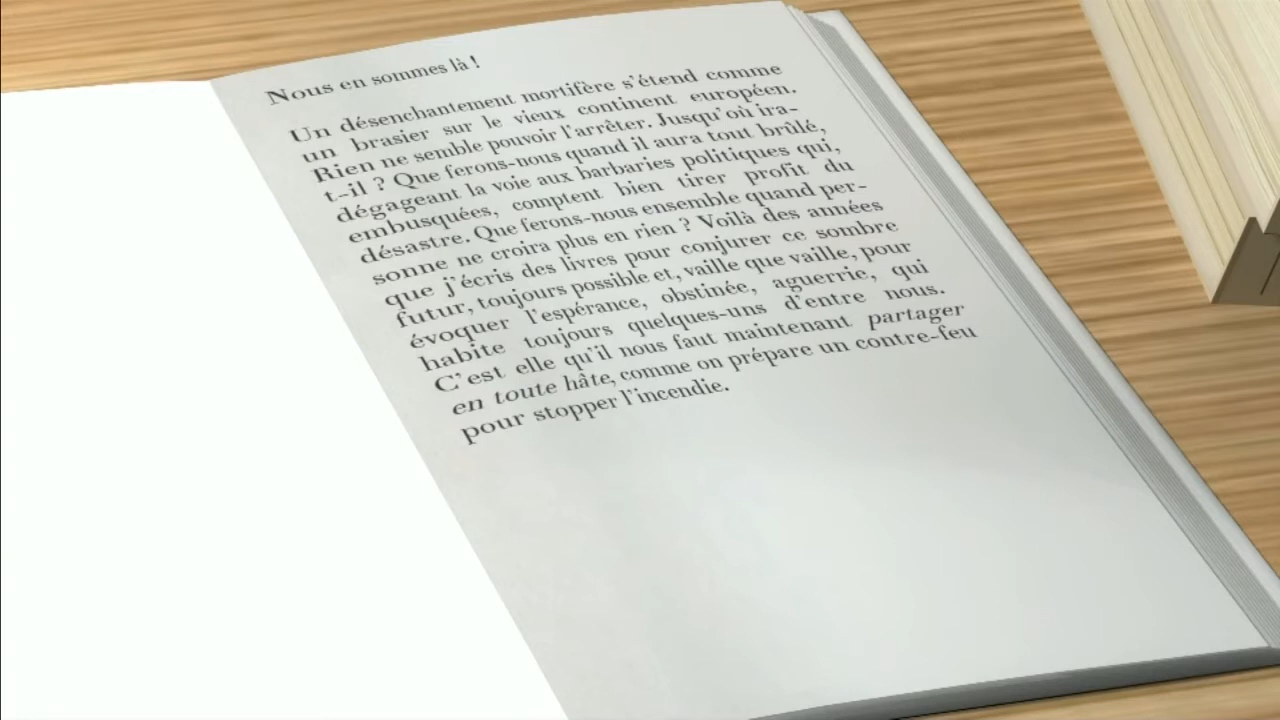 Nous en sommes là !
Un désenchantement mortifère s'étend comme
un brasier sur le vieux continent européen.
Rien ne semble pouvoir l'arrêter. Jusqu'où ira-
t-il ? Que ferons-nous quand il aura tout brûlé,
dégageant la voie aux barbaries politiques qui,
embusquées, comptent bien tirer profit du
désastre. Que ferons-nous ensemble quand per-
sonne ne croira plus en rien ? Voilà des années
que j'écris des livres pour conjurer ce sombre
futur, toujours possible et, vaille que vaille, pour
évoquer l'espérance, obstinée, aguerrie, qui
habite toujours quelques-uns d'entre nous.
C'est elle qu'il nous faut maintenant partager
en toute hâte, comme on prépare un contre-feu
pour stopper l'incendie.